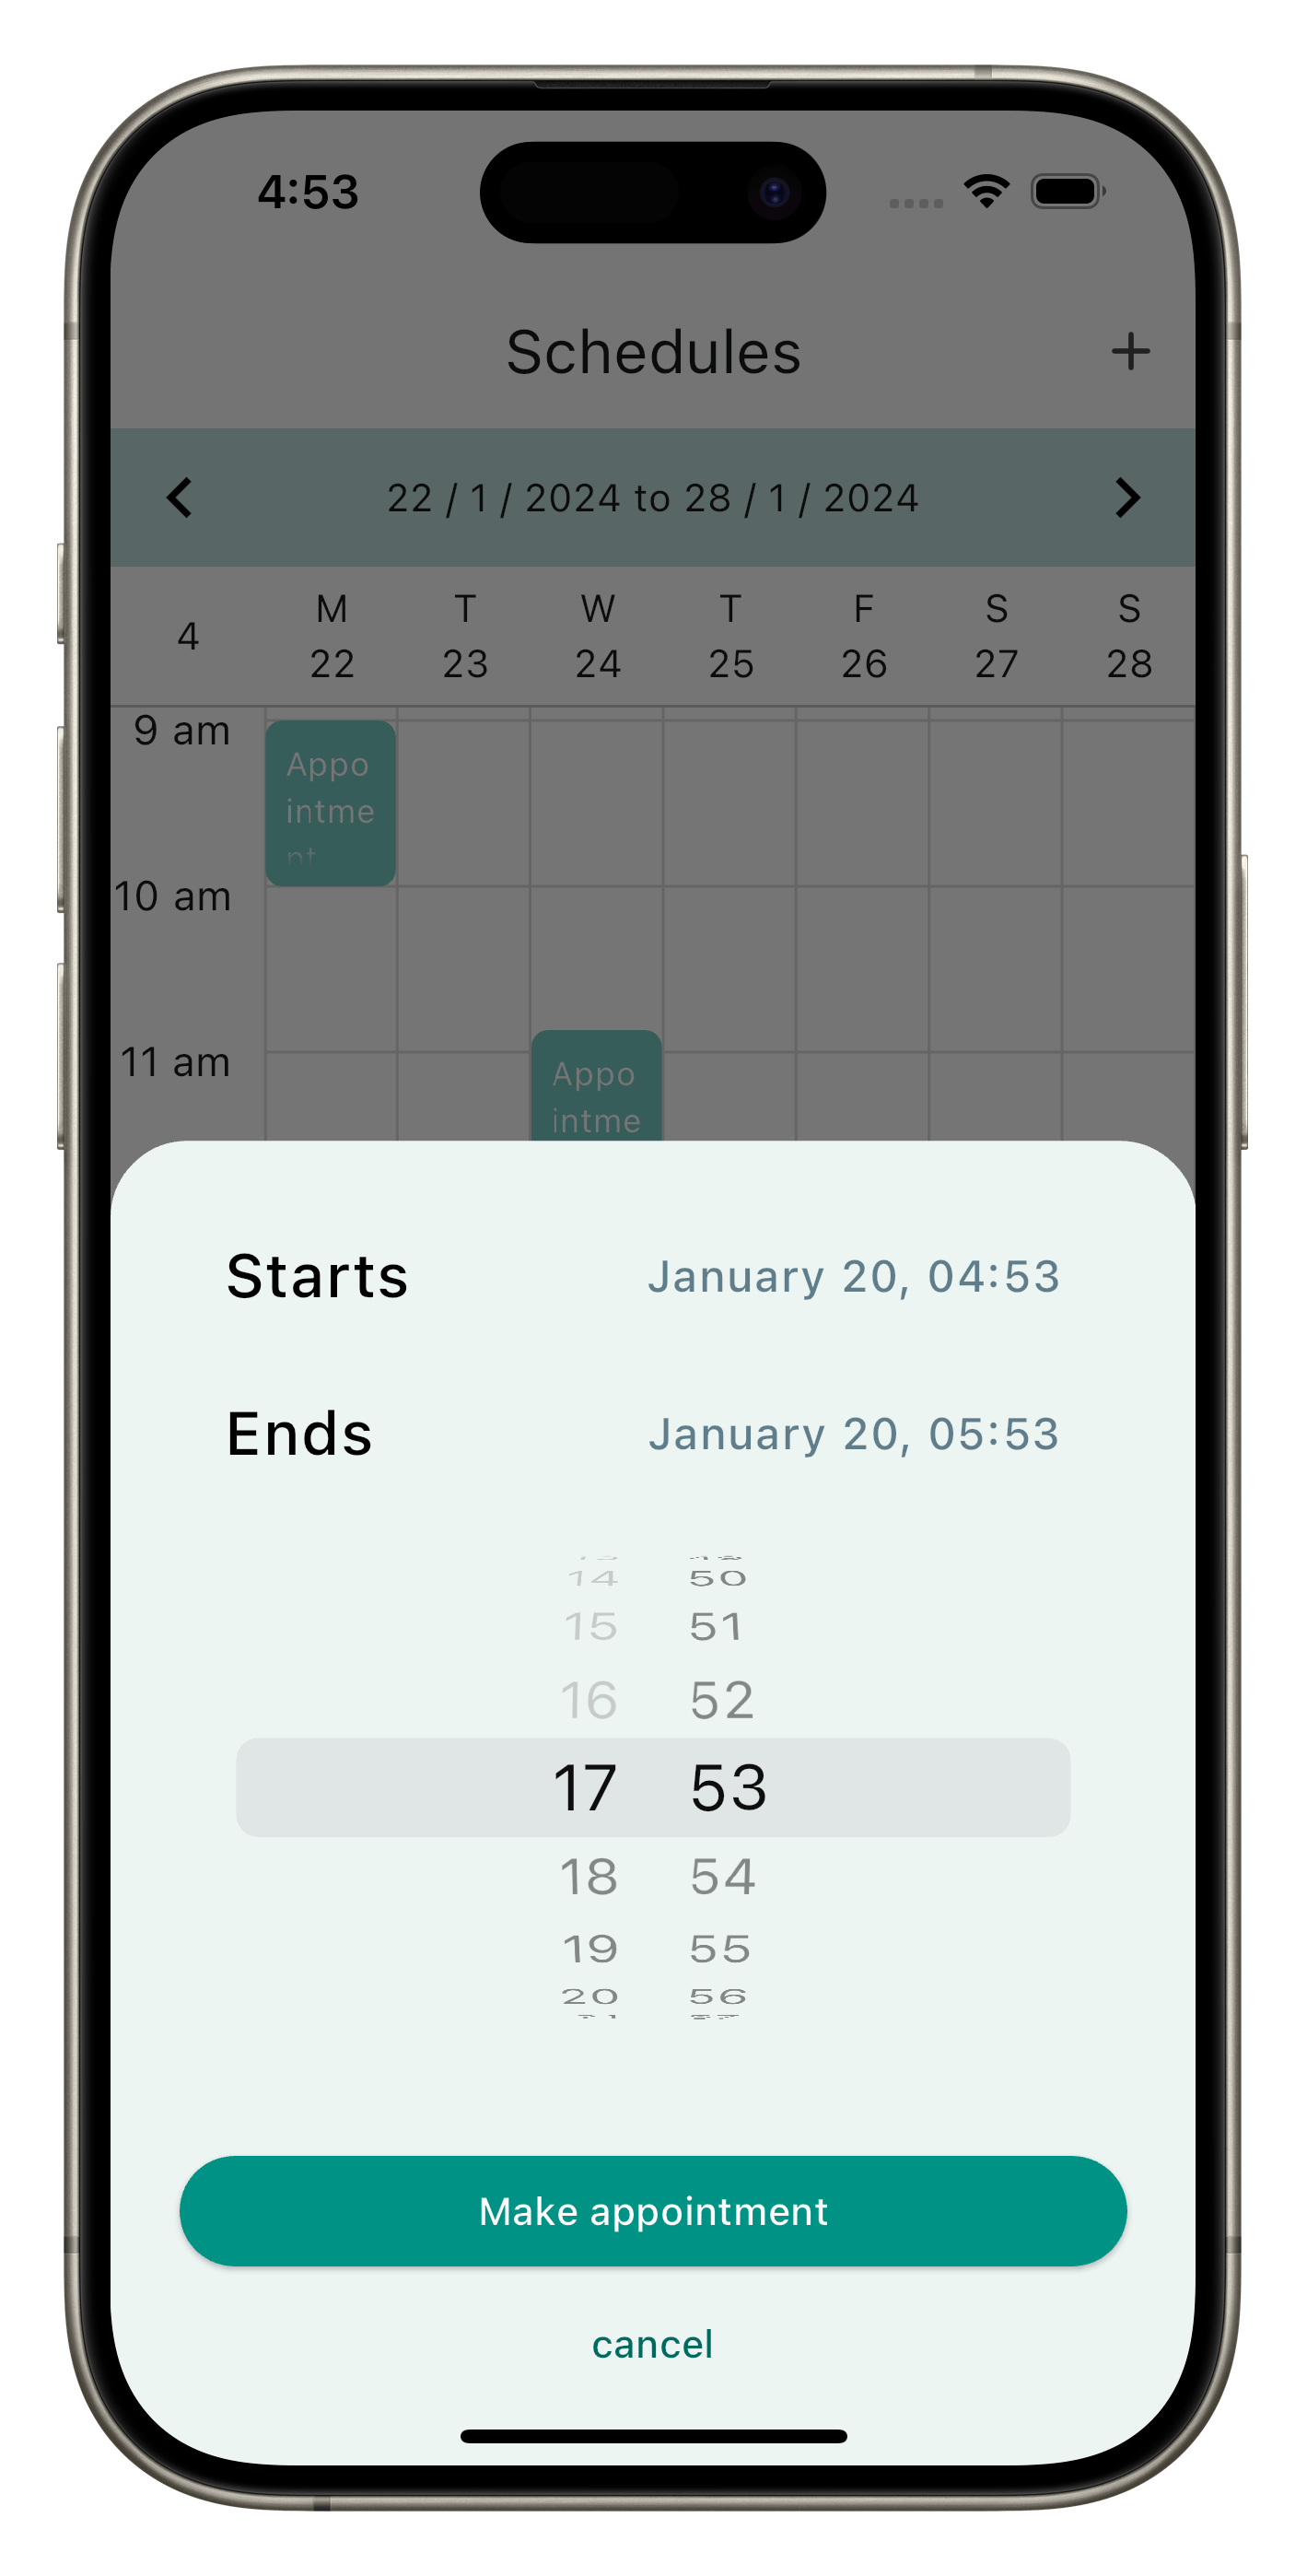 4:53
Schedules
22 / 1 / 2024 to 28 / 1 / 2024
4
M T W T F S S
22 23 24 25 26 27 28
9 am
Appo
intme
nt
10 am
11 am
Appo
intme
Starts January 20, 04:53
Ends January 20, 05:53
14 50
15 51
16 52
17 53
18 54
19 55
20 56
Make appointment
cancel